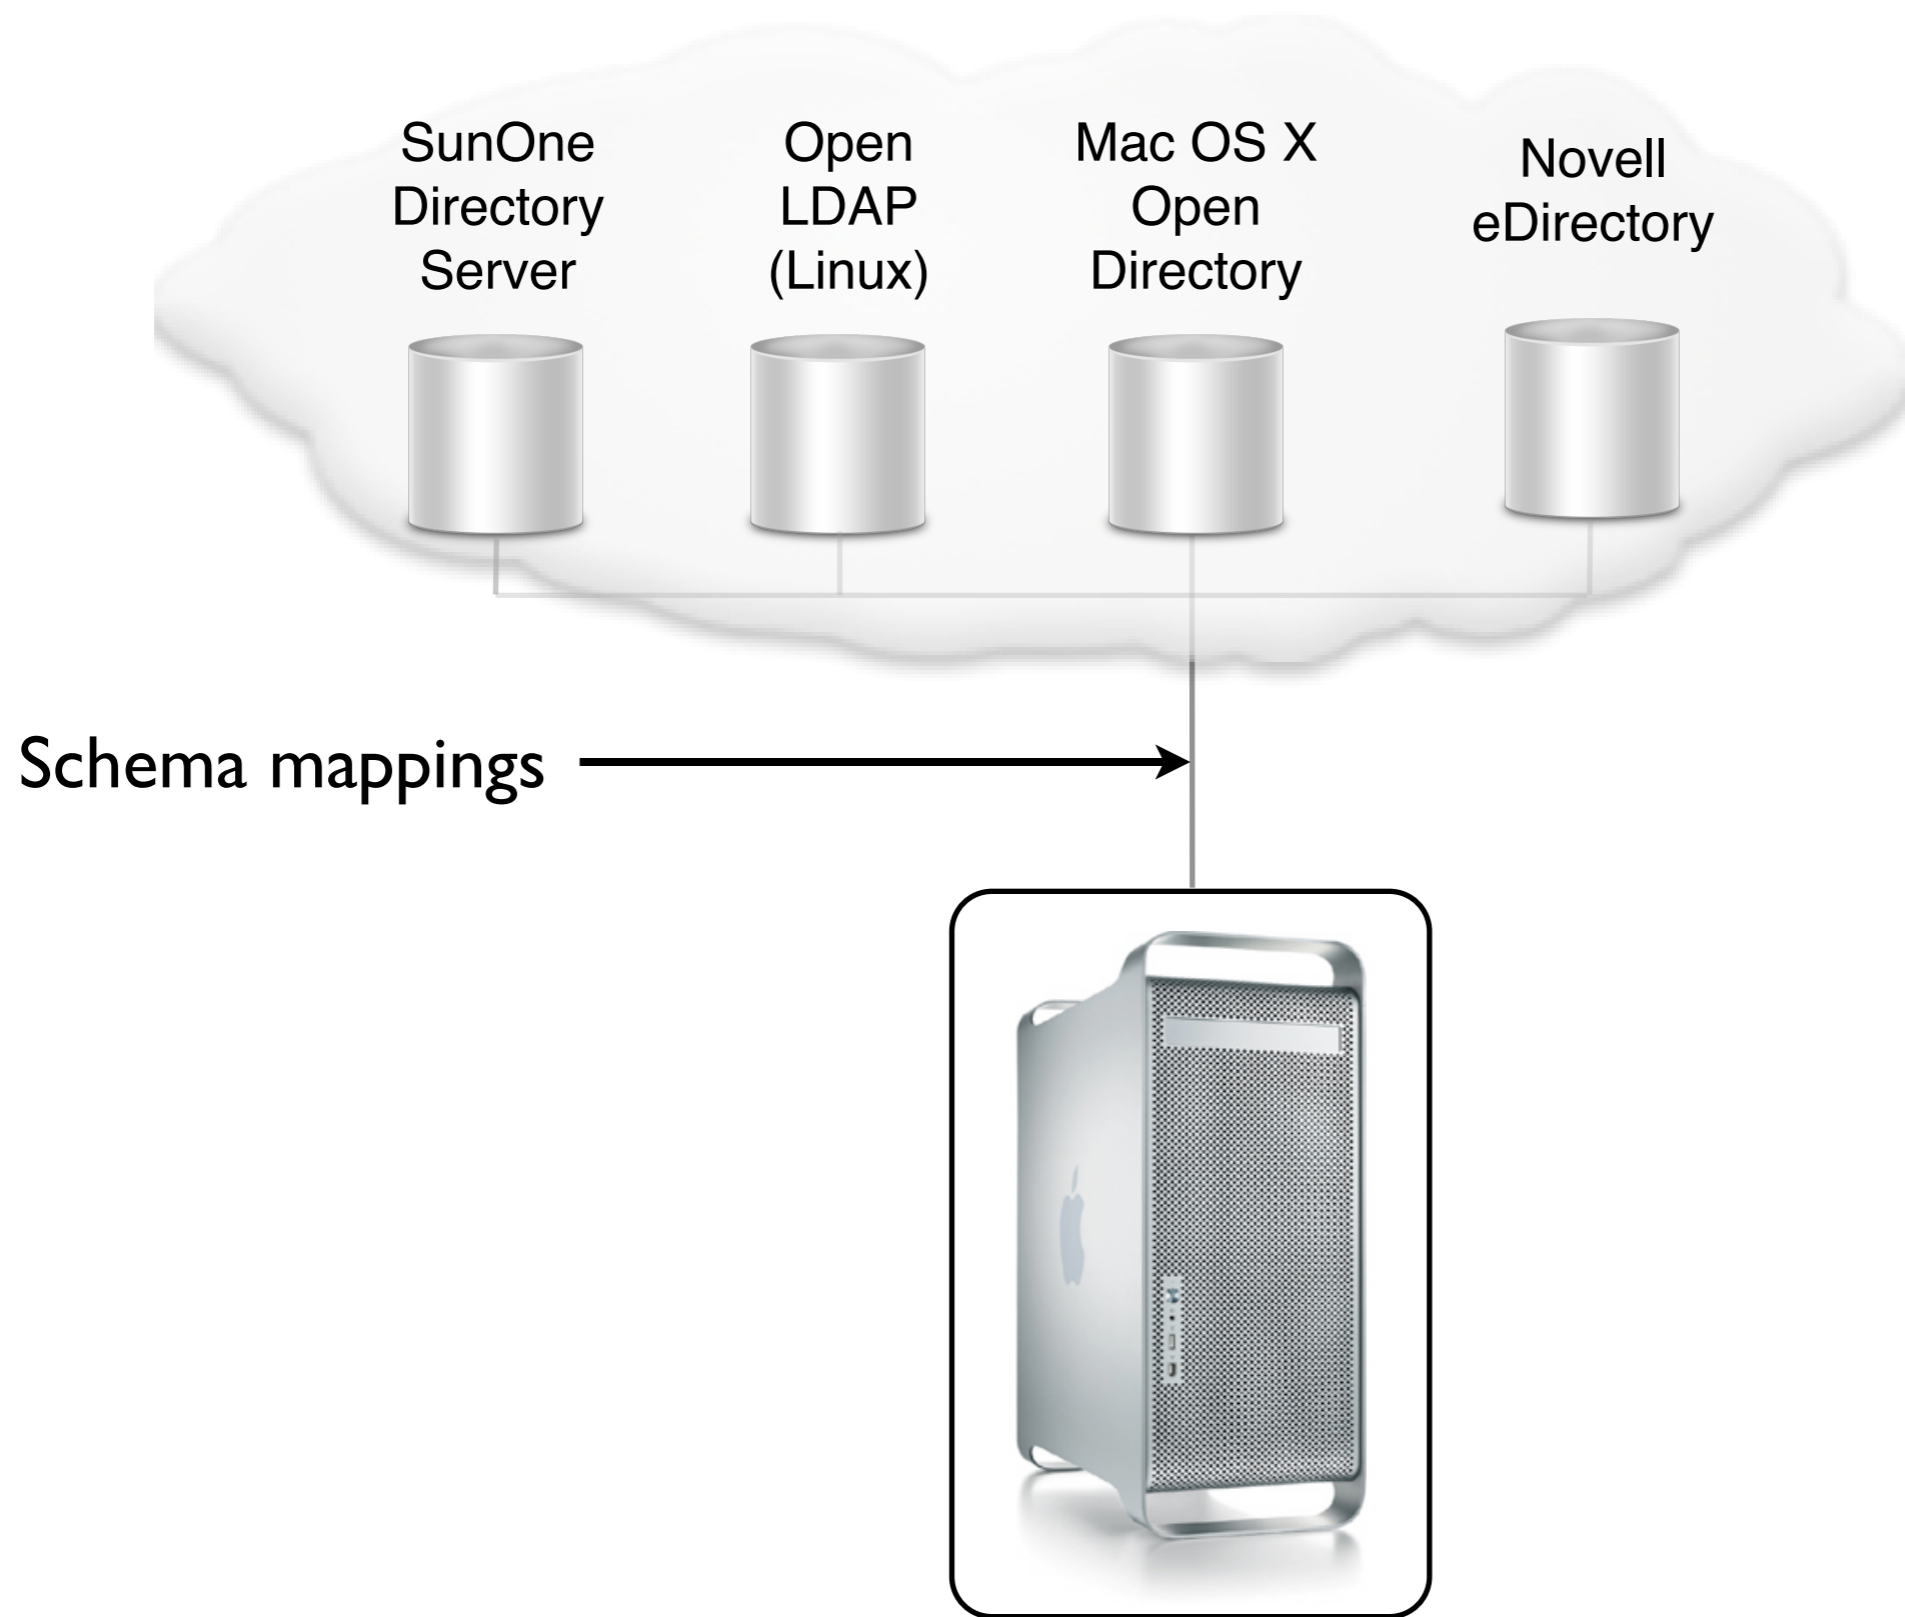 SunOne
Directory
Server
Open
LDAP
(Linux)
Mac OS X
Open
Directory
Novell
eDirectory
Schema mappings